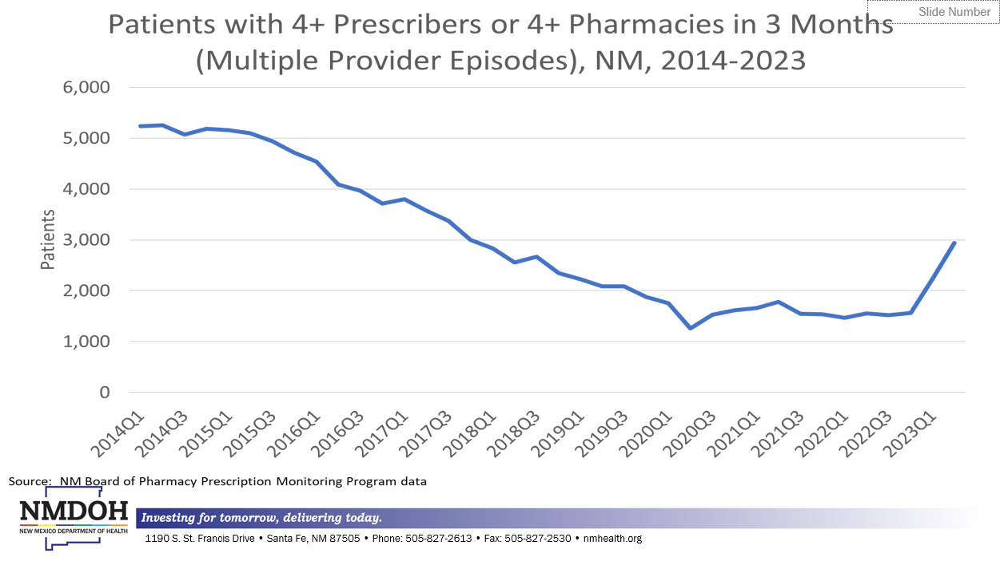 Slide Number
Patients with 4+ Prescribers or 4+ Pharmacies in 3 Months
(Multiple Provider Episodes), NM, 2014-2023
6,000
5,000
4,000
3,000
2,000
1,000
0
Patients
2014Q1
2014Q3
2015Q1
2015Q3
2016Q1
2016Q3
2017Q1
2017Q3
2018Q1
2018Q3
2019Q1
2019Q3
2020Q1
2020Q3
2021Q1
2021Q3
2022Q1
2022Q3
2023Q1
Source: NM Board of Pharmacy Prescription Monitoring Program data
NMDOH
NEW MEXICO DEPARTMENT OF HEALTH
Investing for tomorrow, delivering today.
1190 S. St. Francis Drive • Santa Fe, NM 87505 • Phone: 505-827-2613 • Fax: 505-827-2530 • nmhealth.org